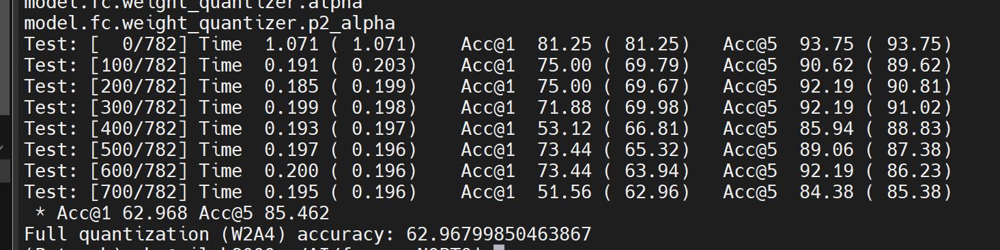 model.fc.weight_quantizer.alpha
model.fc.weight_quantizer.p2_alpha
Test: [  0/782] Time  1.071 ( 1.071)    Acc@1  81.25 ( 81.25)   Acc@5  93.75 ( 93.75)
Test: [100/782] Time  0.191 ( 0.203)    Acc@1  75.00 ( 69.79)   Acc@5  90.62 ( 89.62)
Test: [200/782] Time  0.185 ( 0.199)    Acc@1  75.00 ( 69.67)   Acc@5  92.19 ( 90.81)
Test: [300/782] Time  0.199 ( 0.198)    Acc@1  71.88 ( 69.98)   Acc@5  92.19 ( 91.02)
Test: [400/782] Time  0.193 ( 0.197)    Acc@1  53.12 ( 66.81)   Acc@5  85.94 ( 88.83)
Test: [500/782] Time  0.197 ( 0.196)    Acc@1  73.44 ( 65.32)   Acc@5  89.06 ( 87.38)
Test: [600/782] Time  0.200 ( 0.196)    Acc@1  73.44 ( 63.94)   Acc@5  92.19 ( 86.23)
Test: [700/782] Time  0.195 ( 0.196)    Acc@1  51.56 ( 62.96)   Acc@5  84.38 ( 85.38)
 * Acc@1 62.968 Acc@5 85.462
Full quantization (W2A4) accuracy: 62.96799850463867